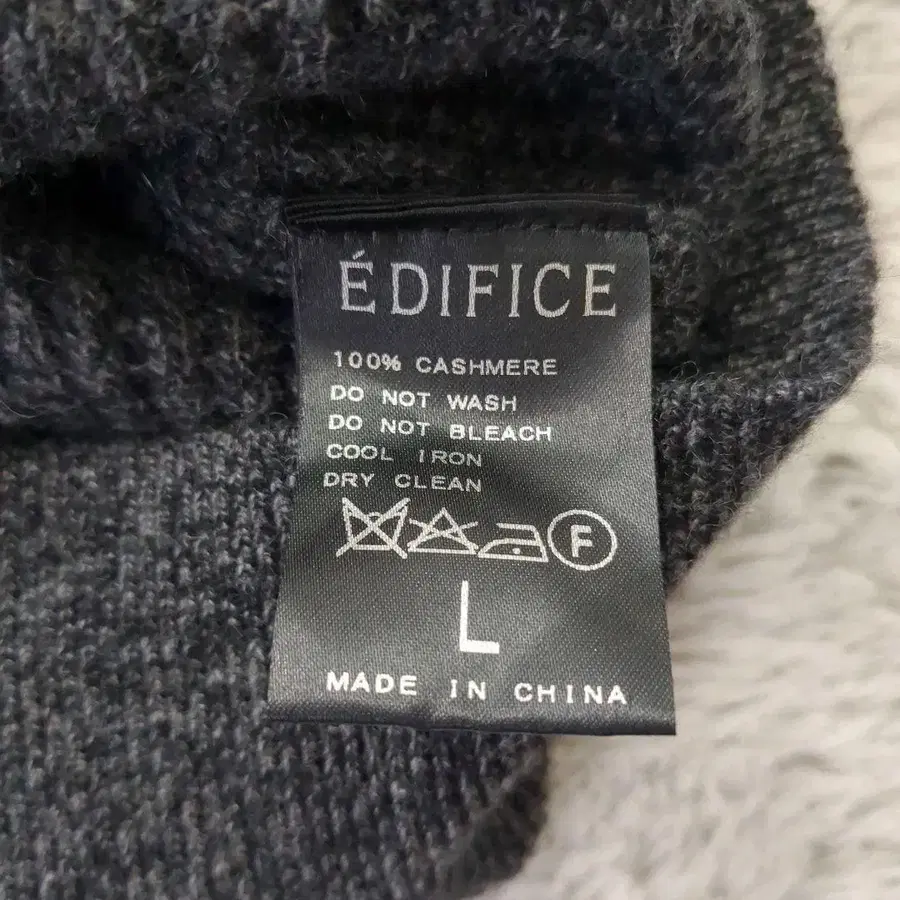 ÉDIFICE
100% CASHMERE
DO NOT WASH
DO NOT BLEACH
COOL IRON
DRY CLEAN
F
L
MADE IN CHINA